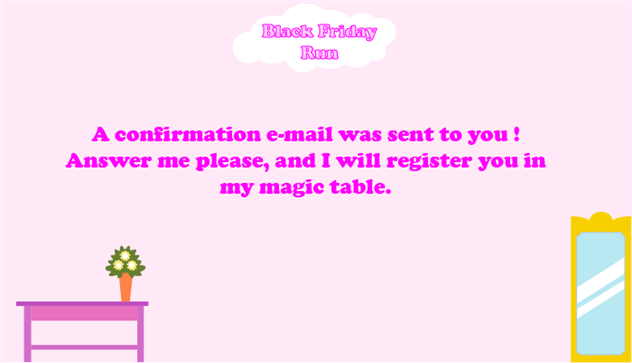 Black Friday
Run
A confirmation e-mail was sent to you !
Answer me please, and I will register you in
my magic table.